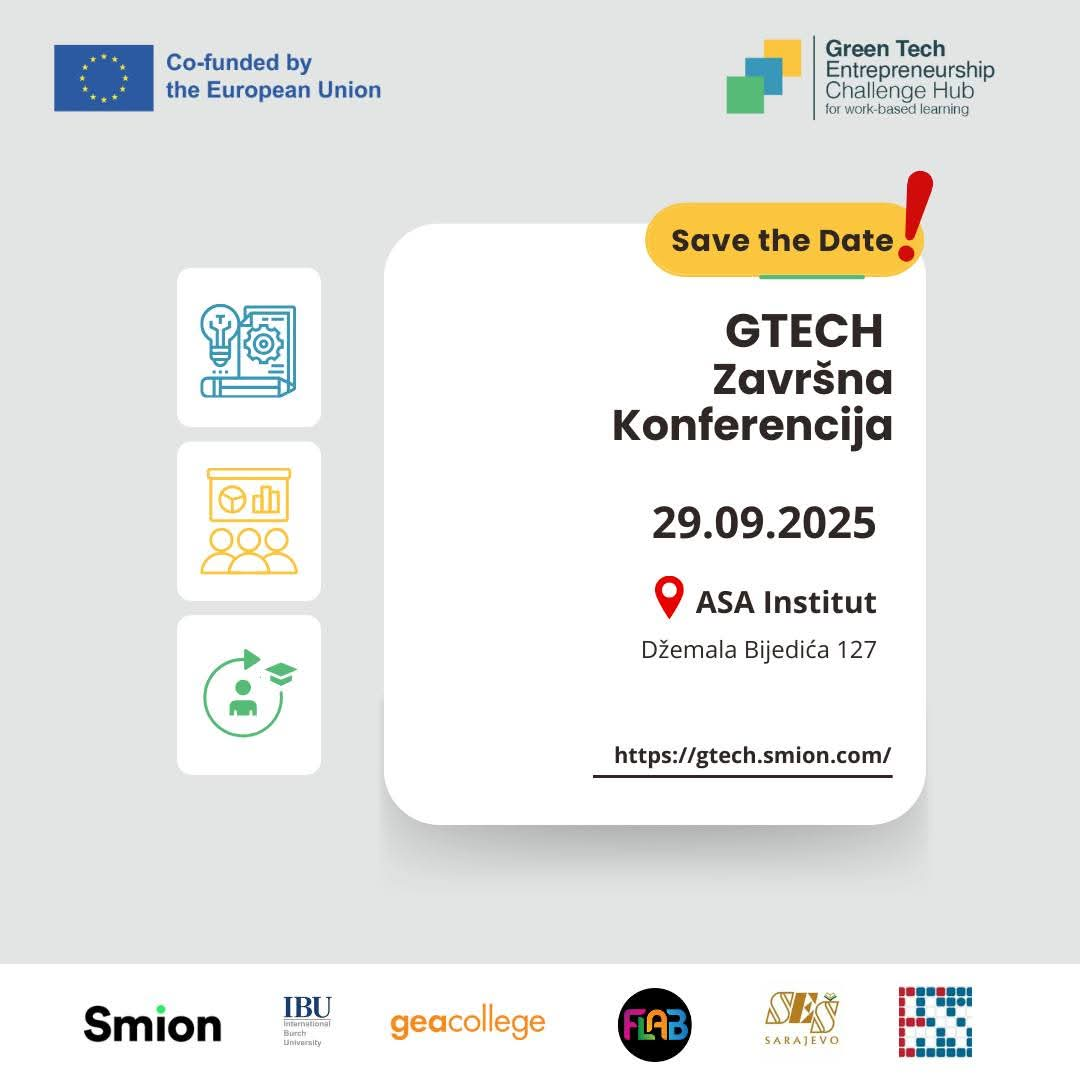 Co-funded by
the European Union
Green Tech
Entrepreneurship
Challenge Hub
for work-based learning
Save the Date
GTECH
Završna
Konferencija
29.09.2025
ASA Institut
Džemala Bijedića 127
https://gtech.smion.com/
Smion
IBU
International
Burch
University
geacollege
FLAB
SEŠ
SARAJEVO